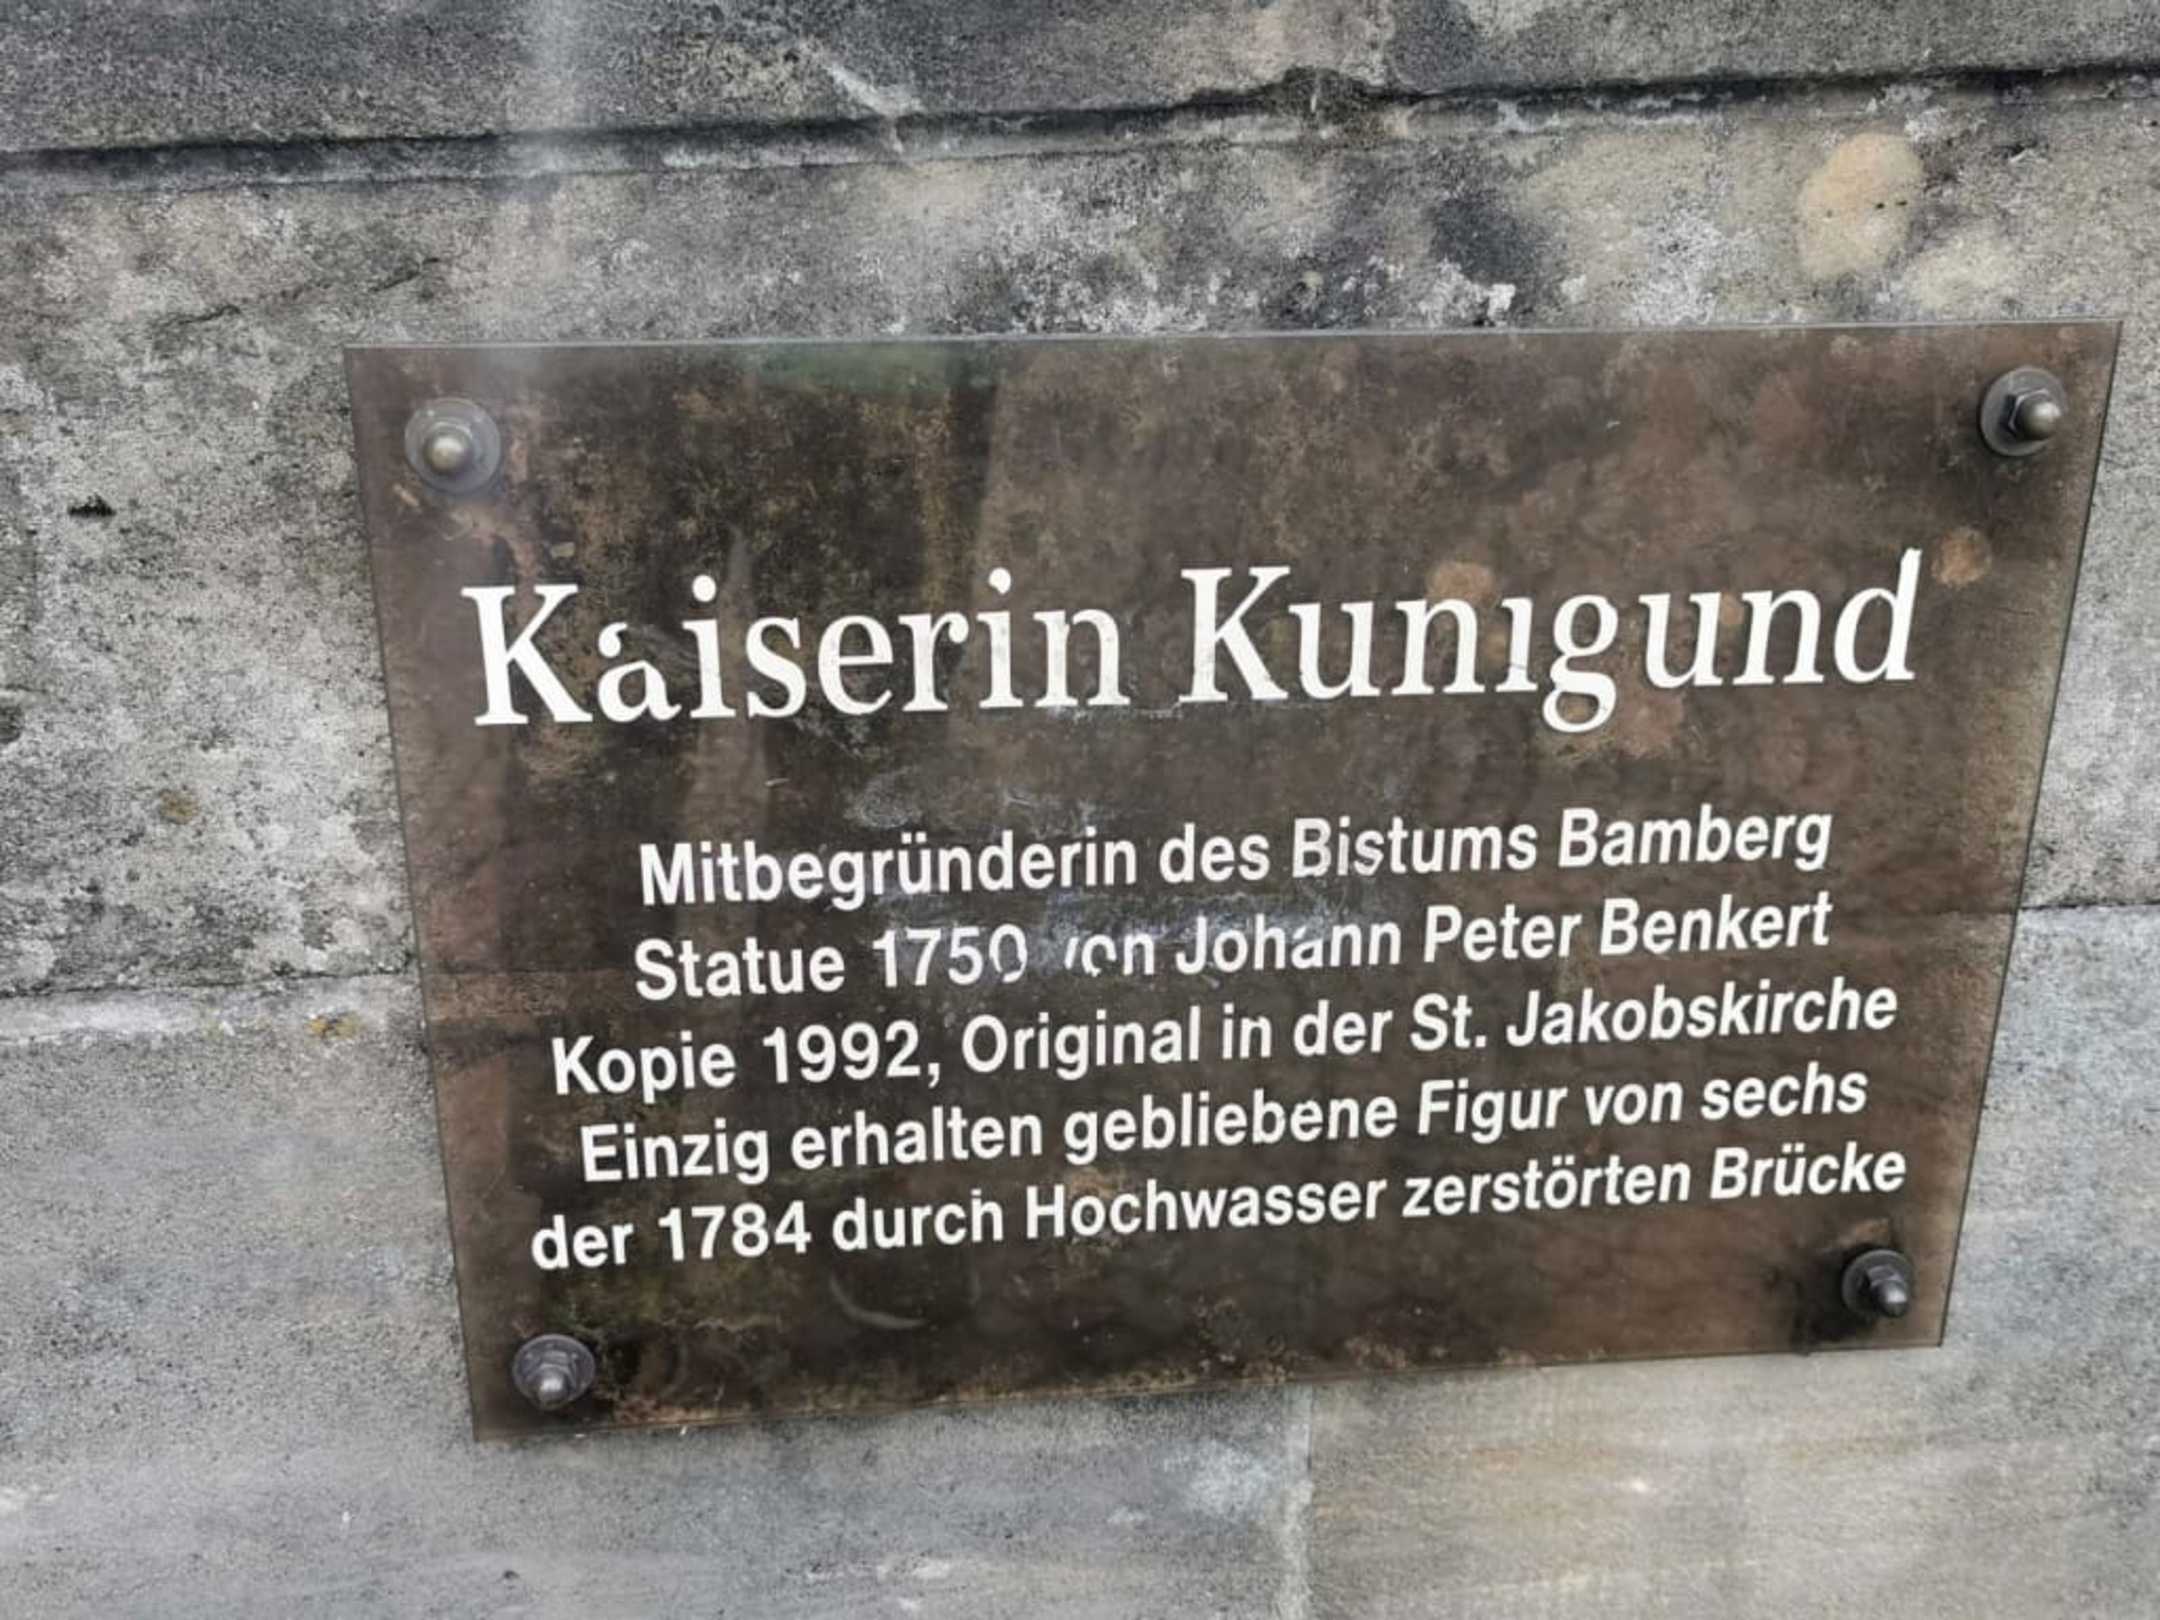 Kaiserin Kunigund
Mitbegründerin des Bistums Bamberg
Statue 1750 von Johann Peter Benkert
Kopie 1992, Original in der St. Jakobskirche
Einzig erhalten gebliebene Figur von sechs
der 1784 durch Hochwasser zerstörten Brücke